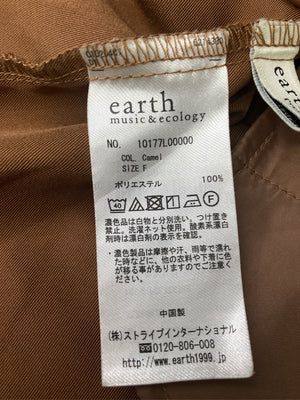 earth
music&ecology
NO. 10177L00000
COL. Camel
SIZE F
ポリエステル 100%
40
濃色品は白物と分別洗い。つけ置き
禁止。洗濯ネット使用。酸素系漂白
剤時は漂白剤の表示を確認。
濃色製品は摩擦や汗、雨等で濡れ
た時などに、他の衣料や下着に色
が移る事がありますのでご注意下
さい。
中国製
(株)ストライプインターナショナル
0120-806-008
http://www.earth1999.jp